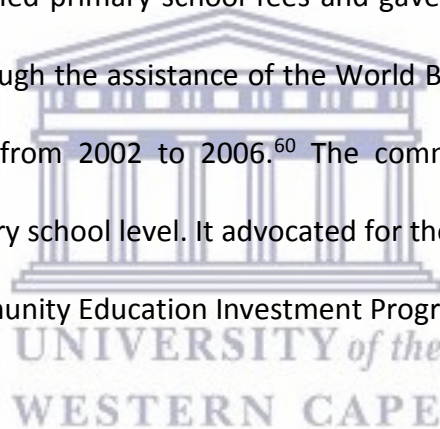 ed primary school fees and gave
ugh the assistance of the World B
from 2002 to 2006.60 The comm
ry school level. It advocated for the
unity Education Investment Progr
UNIVERSITY of the
WESTERN CAPE